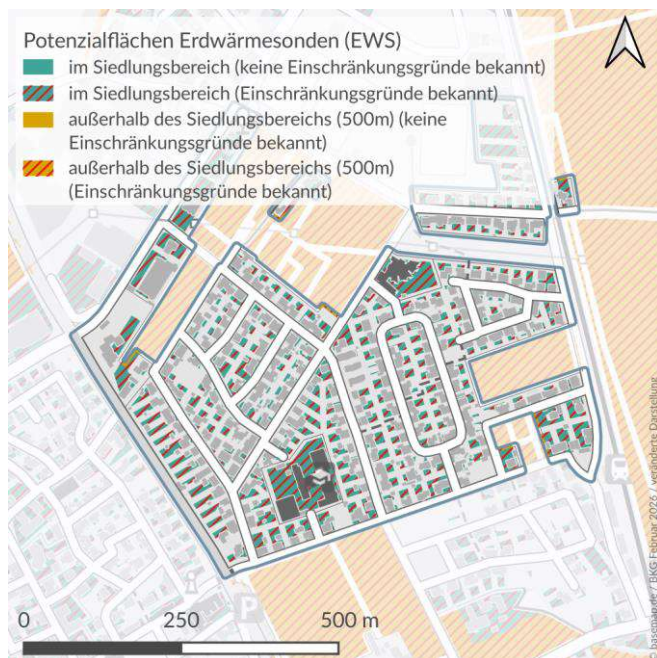 Potenzialflächen Erdwärmesonden (EWS)
im Siedlungsbereich (keine Einschränkungsgründe bekannt)
im Siedlungsbereich (Einschränkungsgründe bekannt)
außerhalb des Siedlungsbereichs (500m) (keine
Einschränkungsgründe bekannt)
außerhalb des Siedlungsbereichs (500m)
(Einschränkungsgründe bekannt)
P
0 250 500 m
© basemap.de / BKG Februar 2026 / veränderte Darstellung